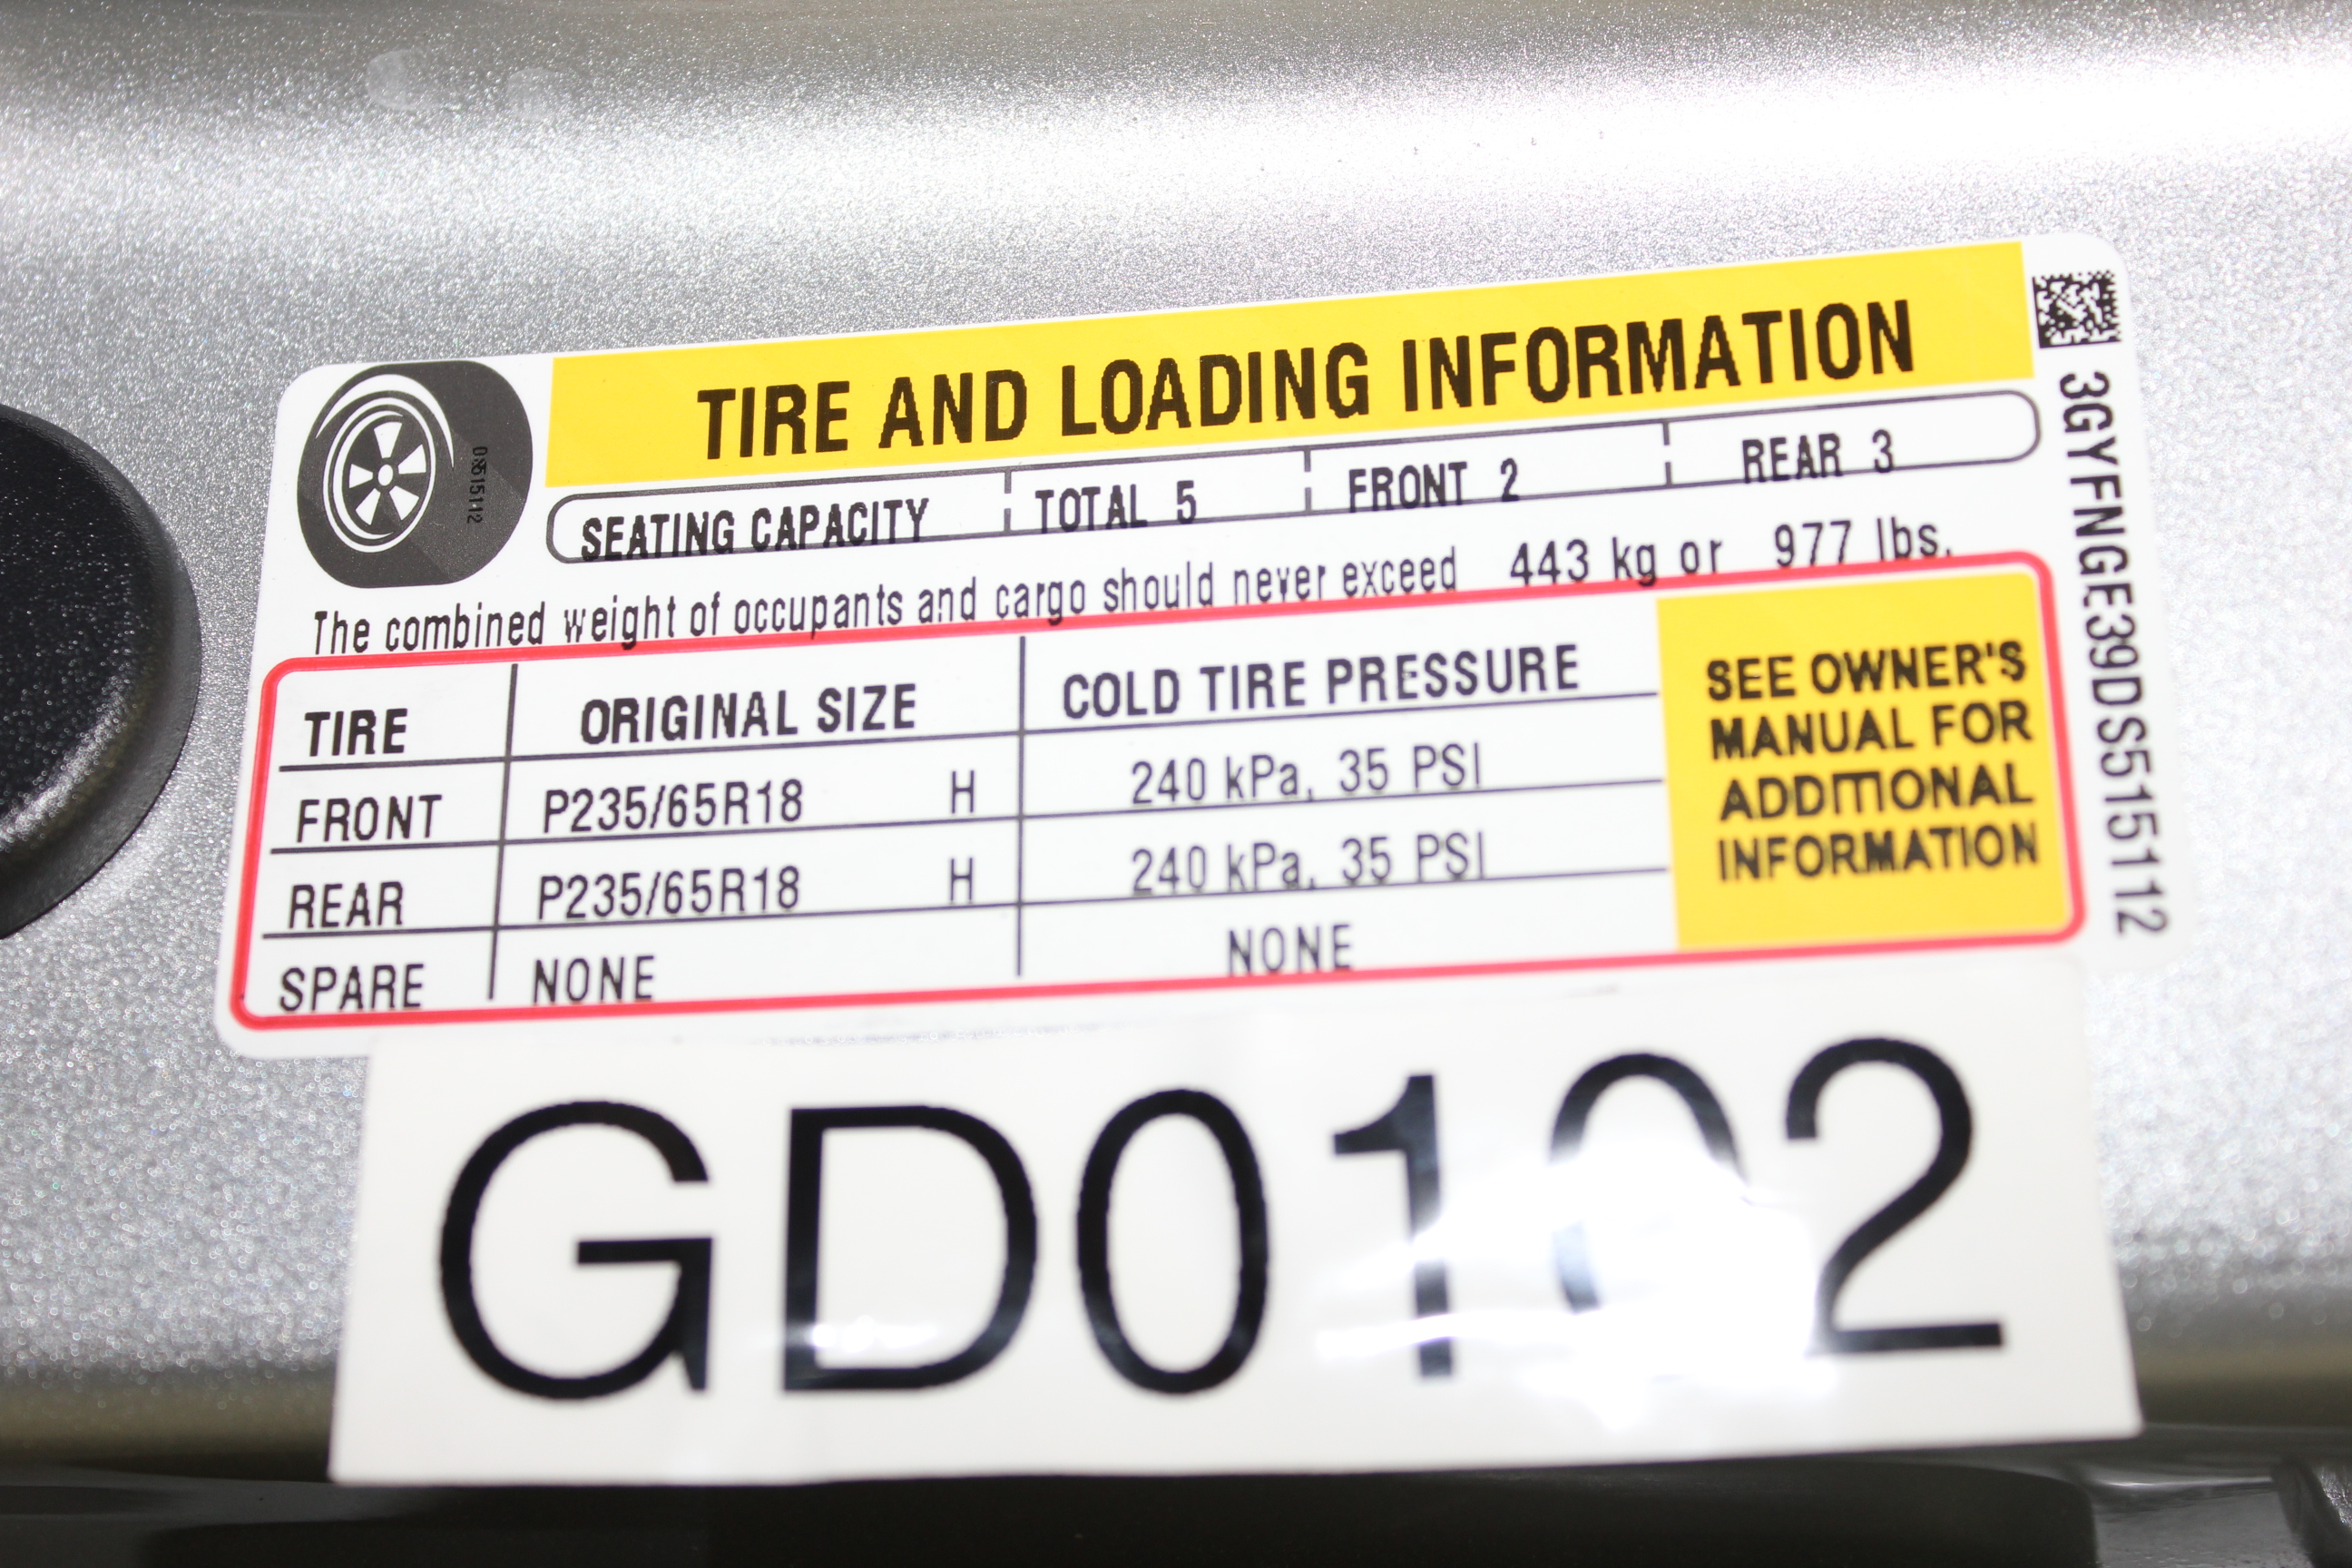 TIRE AND LOADING INFORMATION
SEATING CAPACITY TOTAL 5 FRONT 2 REAR 3
The combined weight of occupants and cargo should never exceed 443 kg or 977 lbs.
TIRE ORIGINAL SIZE COLD TIRE PRESSURE
FRONT P235/65R18 H 240 kPa, 35 PSI
REAR P235/65R18 H 240 kPa, 35 PSI
SPARE NONE NONE
SEE OWNER'S
MANUAL FOR
ADDITIONAL
INFORMATION
3GYFNGE39DS515112
GD0102